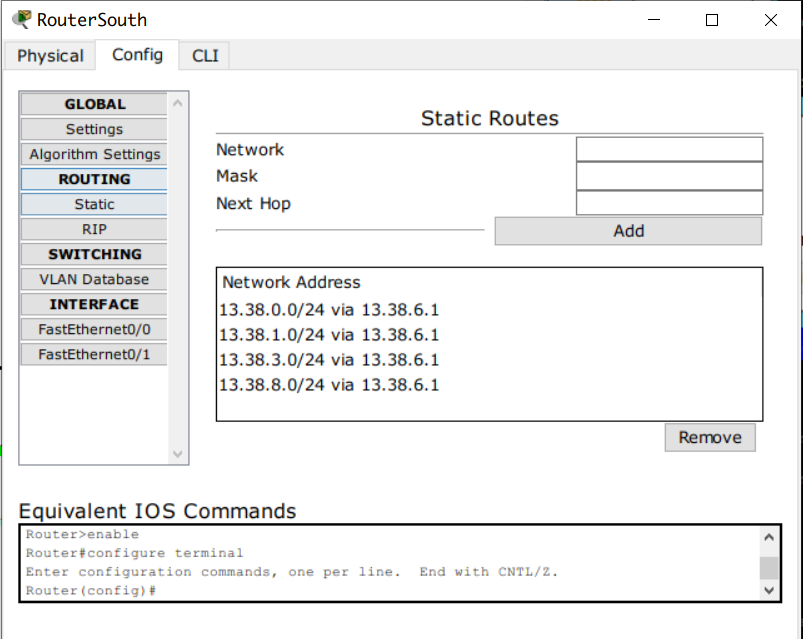 RouterSouth
Physical Config CLI
GLOBAL
Settings
Algorithm Settings
ROUTING
Static
RIP
SWITCHING
VLAN Database
INTERFACE
FastEthernet0/0
FastEthernet0/1
Static Routes
Network
Mask
Next Hop
Add
Network Address
13.38.0.0/24 via 13.38.6.1
13.38.1.0/24 via 13.38.6.1
13.38.3.0/24 via 13.38.6.1
13.38.8.0/24 via 13.38.6.1
Remove
Equivalent IOS Commands
Router>enable
Router#configure terminal
Enter configuration commands, one per line.  End with CNTL/Z.
Router(config)#